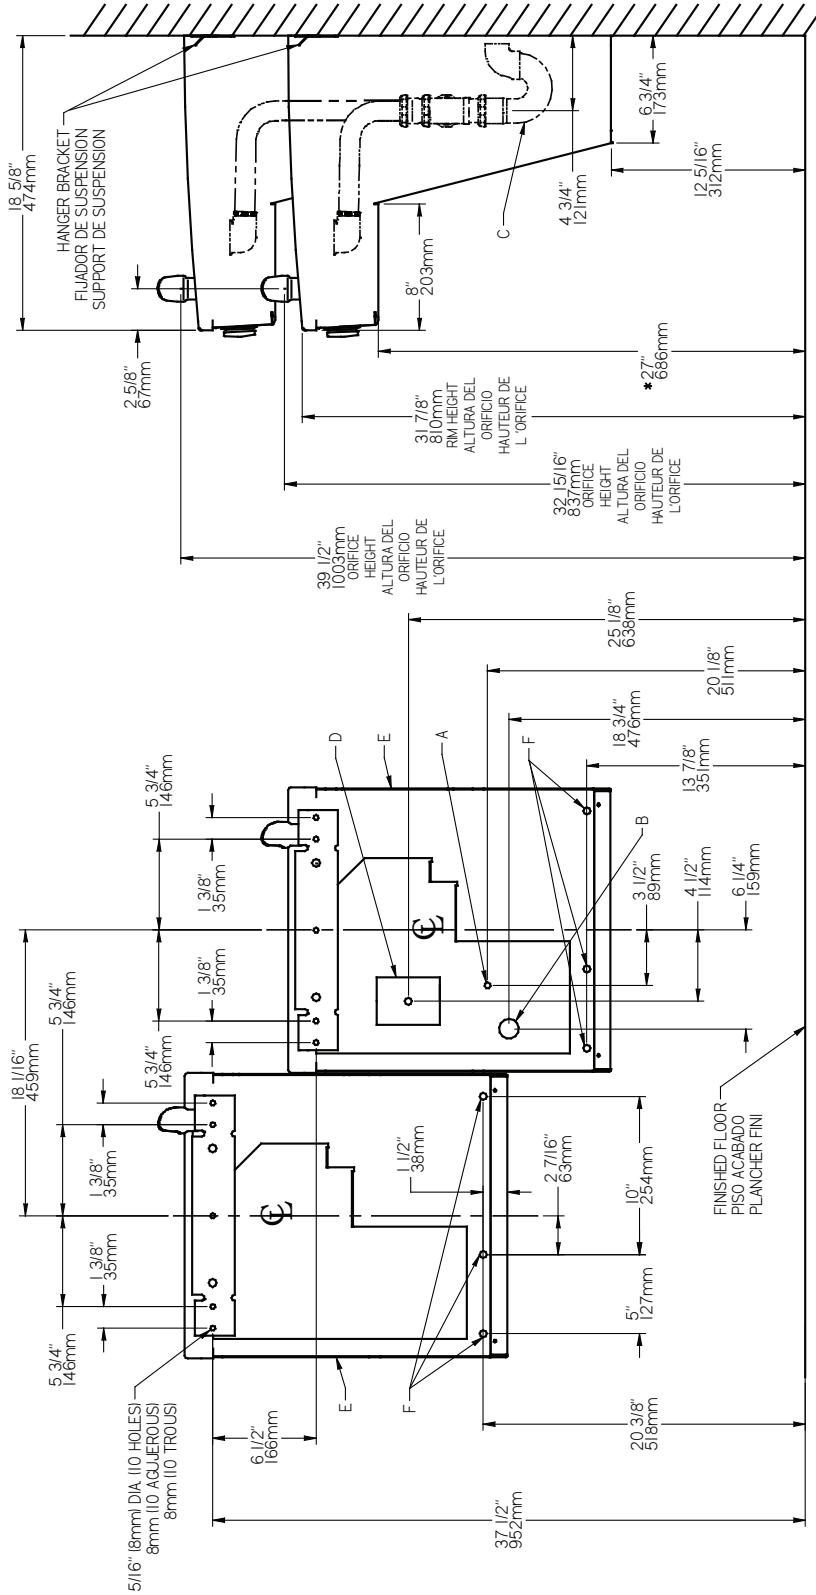 18 5/8"
474mm
HANGER BRACKET
FIJADOR DE SUSPENSION
SUPPORT DE SUSPENSION
2 5/8"
67mm
8"
203mm
C
4 3/4"
121mm
6 3/4"
173mm
12 5/16"
312mm
*27"
686mm
31 7/8"
810mm
RIM HEIGHT
ALTURA DEL
ORIFICIO
HAUTEUR DE
L'ORIFICE
32 15/16"
837mm
ORIFICE
HEIGHT
ALTURA DEL
ORIFICIO
HAUTEUR DE
L'ORIFICE
39 1/2"
1003mm
ORIFICE
HEIGHT
ALTURA DEL
ORIFICIO
HAUTEUR DE
L'ORIFICE
25 1/8"
638mm
20 1/8"
511mm
18 3/4"
476mm
13 7/8"
351mm
D
E
A
F
B
5 3/4"
146mm
1 3/8"
35mm
1 3/8"
35mm
5 3/4"
146mm
CL
3 1/2"
89mm
4 1/2"
114mm
6 1/4"
159mm
18 1/16"
459mm
5 3/4"
146mm
1 3/8"
35mm
1 3/8"
35mm
5 3/4"
146mm
CL
1 1/2"
38mm
2 7/16"
63mm
10"
254mm
5"
127mm
FINISHED FLOOR
PISO ACABADO
PLANCHER FINI
E
F
5/16" (8mm) DIA. (10 HOLES)
8mm (10 AGUJEROUS)
8mm (10 TROUS)
6 1/2"
166mm
20 3/8"
518mm
37 1/2"
952mm